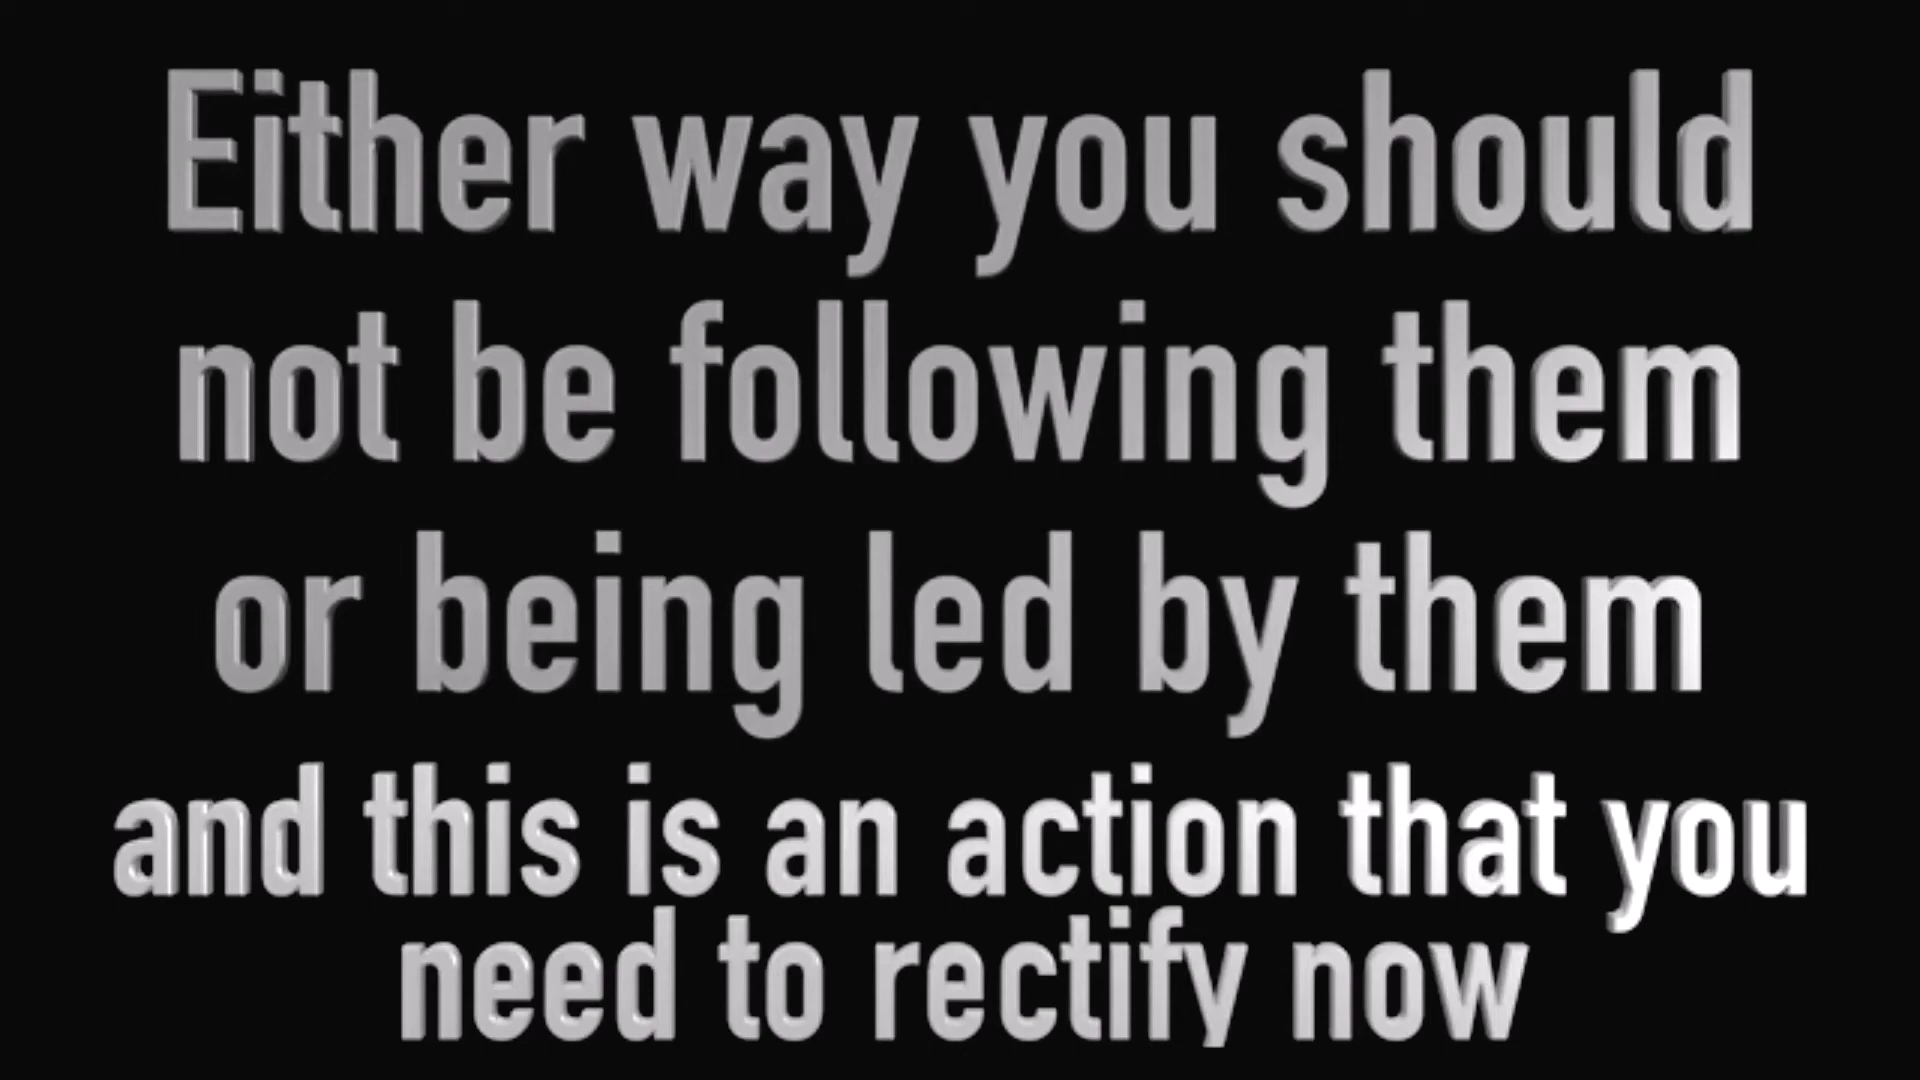 Either way you should
not be following them
or being led by them
and this is an action that you
need to rectify now